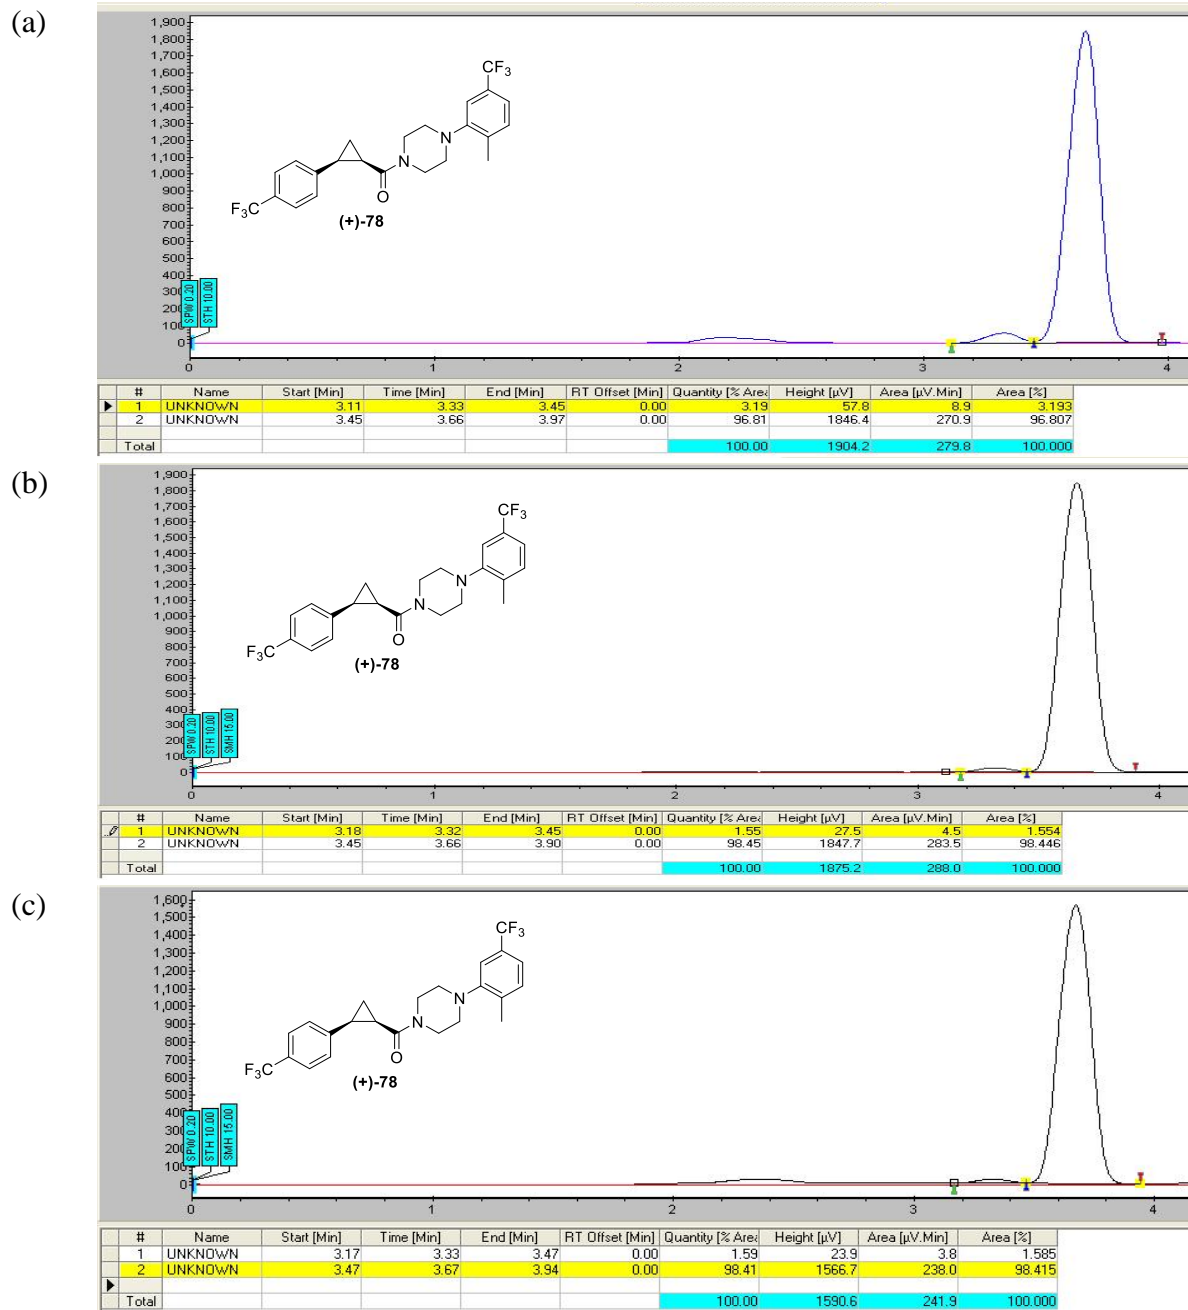 (a)
1,900
1,800
1,700
1,600
1,500
1,400
1,300
1,200
1,100
1,000
900
800
700
600
500
400
300
200
100
0
SPW 0.20
STH 10.00
CF₃
N
N
O
F₃C
(+)-78
0 1 2 3 4
# Name Start [Min] Time [Min] End [Min] RT Offset [Min] Quantity [% Area Height [µV] Area [µV.Min] Area [%]
1 UNKNOWN 3.11 3.33 3.45 0.00 3.19 57.8 8.9 3.193
2 UNKNOWN 3.45 3.66 3.97 0.00 96.81 1846.4 270.9 96.807
Total 100.00 1904.2 279.8 100.000
(b)
1,900
1,800
1,700
1,600
1,500
1,400
1,300
1,200
1,100
1,000
900
800
700
600
500
400
300
200
100
0
SPW 0.20
STH 10.00
SMH 15.00
CF₃
N
N
O
F₃C
(+)-78
0 1 2 3 4
# Name Start [Min] Time [Min] End [Min] RT Offset [Min] Quantity [% Area Height [µV] Area [µV.Min] Area [%]
1 UNKNOWN 3.18 3.32 3.45 0.00 1.55 27.5 4.5 1.554
2 UNKNOWN 3.45 3.66 3.90 0.00 98.45 1847.7 283.5 98.446
Total 100.00 1875.2 288.0 100.000
(c)
1,600
1,500
1,400
1,300
1,200
1,100
1,000
900
800
700
600
500
400
300
200
100
0
SPW 0.20
STH 10.00
SMH 15.00
CF₃
N
N
O
F₃C
(+)-78
0 1 2 3 4
# Name Start [Min] Time [Min] End [Min] RT Offset [Min] Quantity [% Area Height [µV] Area [µV.Min] Area [%]
1 UNKNOWN 3.17 3.33 3.47 0.00 1.59 23.9 3.8 1.585
2 UNKNOWN 3.47 3.67 3.94 0.00 98.41 1566.7 238.0 98.415
Total 100.00 1590.6 241.9 100.000